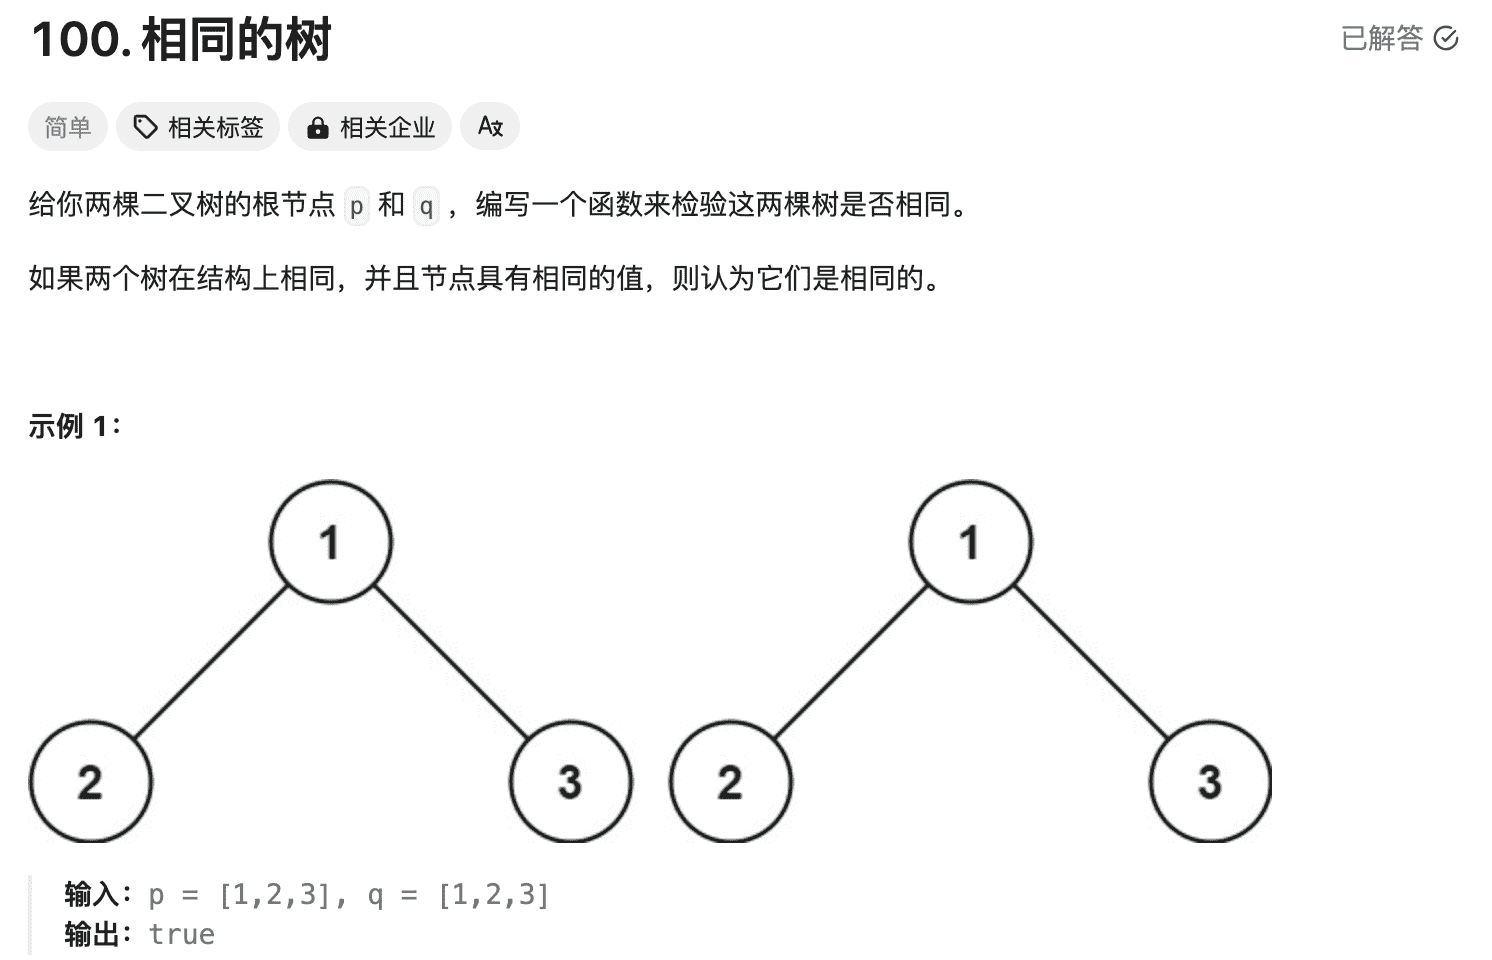 100. 相同的树
已解答
简单
相关标签
相关企业
给你两棵二叉树的根节点 p 和 q ，编写一个函数来检验这两棵树是否相同。
如果两个树在结构上相同，并且节点具有相同的值，则认为它们是相同的。
示例 1：
1
1
2
3
2
3
输入：p = [1,2,3], q = [1,2,3]
输出：true